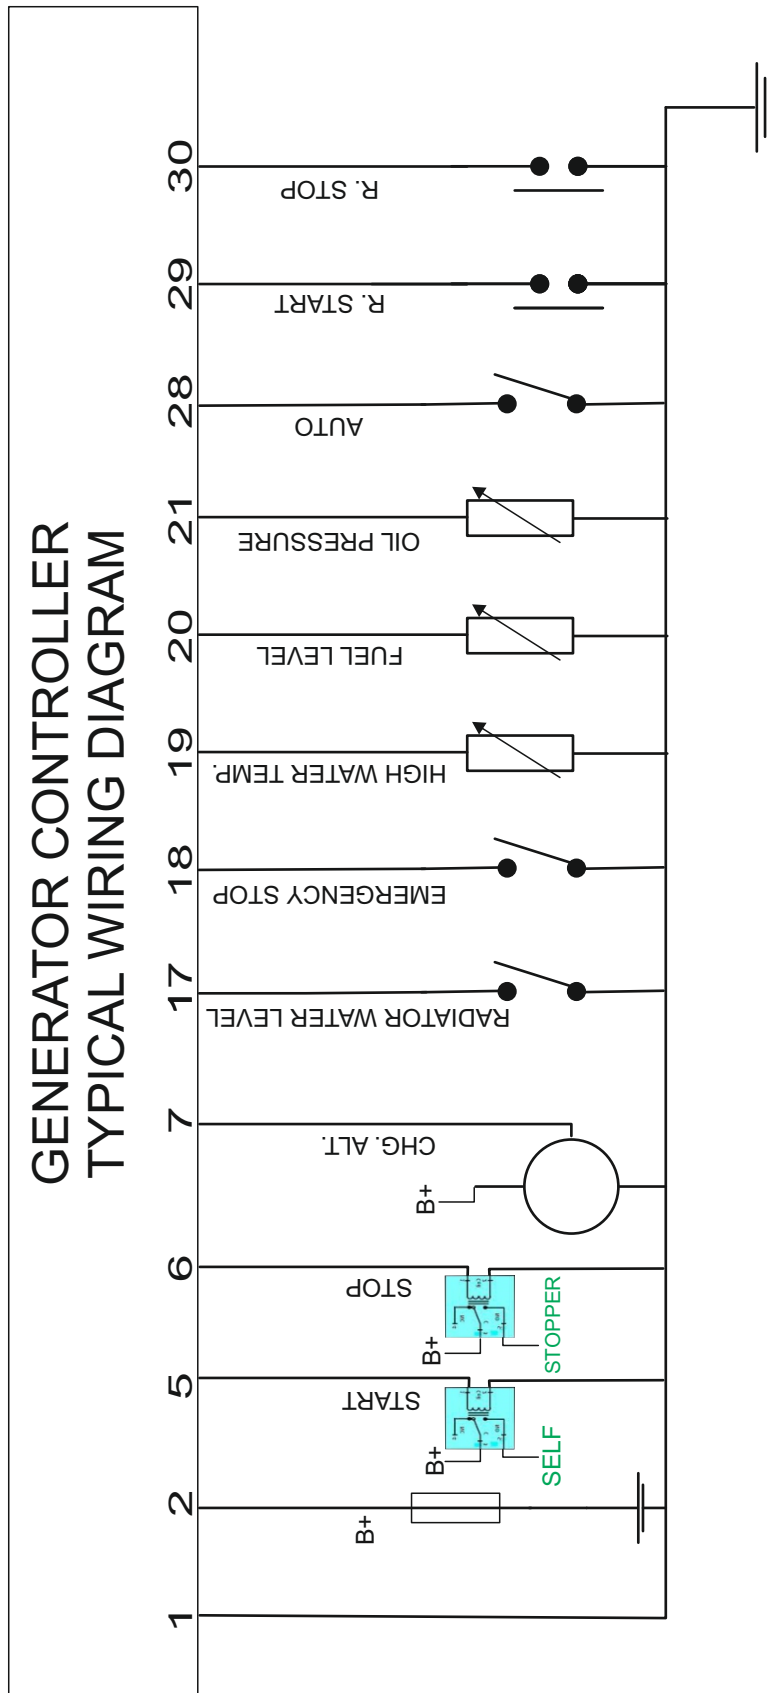 GENERATOR CONTROLLER
TYPICAL WIRING DIAGRAM
1
2
5
6
7
17
18
19
20
21
28
29
30
B+
START
B+
SELF
STOP
B+
STOPPER
CHG. ALT.
B+
RADIATOR WATER LEVEL
EMERGENCY STOP
HIGH WATER TEMP.
FUEL LEVEL
OIL PRESSURE
AUTO
R. START
R. STOP